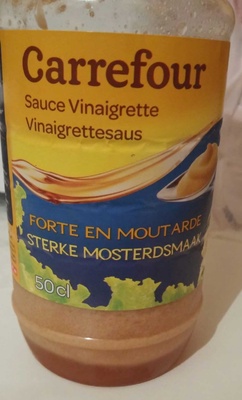 Carrefour
Sauce Vinaigrette
Vinaigrettesaus
FORTE EN MOUTARDE
STERKE MOSTERDSMAAK
50cl